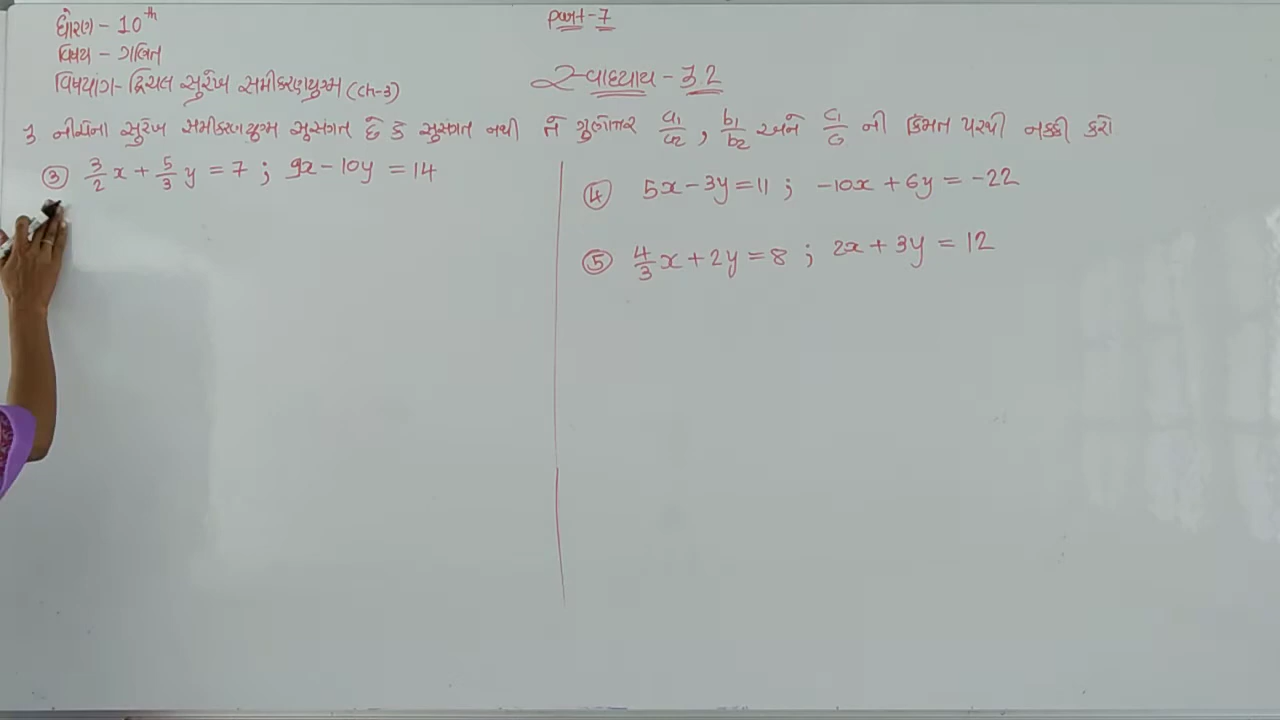 ધોરણ - 10th
Part-7
વિષય - ગણિત
વિષયાંગ- દ્વિચલ સુરેખ સમીકરણયુગ્મ (Ch-3)
સ્વાધ્યાય - 3.2
3 નીચેના સુરેખ સમીકરણયુગ્મ સુસંગત છે કે સુસંગત નથી તે ગુણોત્તર a₁/a₂, b₁/b₂ અને c₁/c ની કિંમત પરથી નક્કી કરો
③ 3/2 x + 5/3 y = 7 ; 9x - 10y = 14
④ 5x - 3y = 11 ; -10x + 6y = -22
⑤ 4/3 x + 2y = 8 ; 2x + 3y = 12